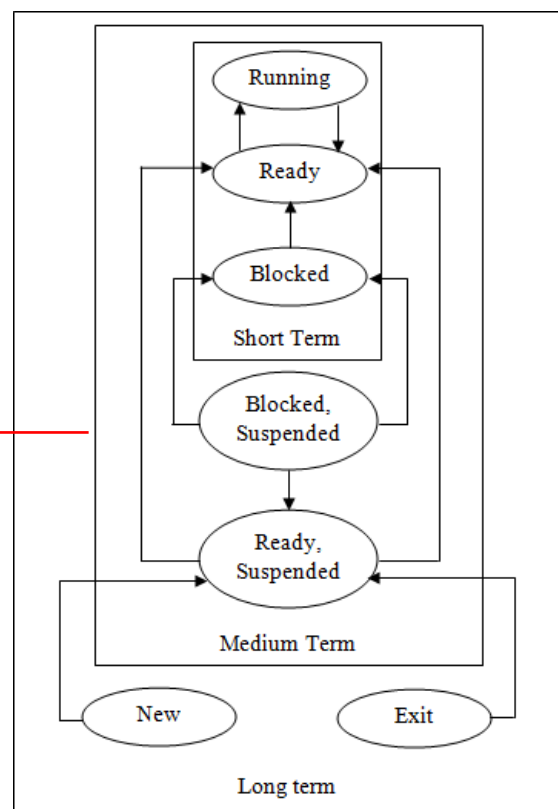 Running
Ready
Blocked
Short Term
Blocked,
Suspended
Ready,
Suspended
Medium Term
New
Exit
Long term